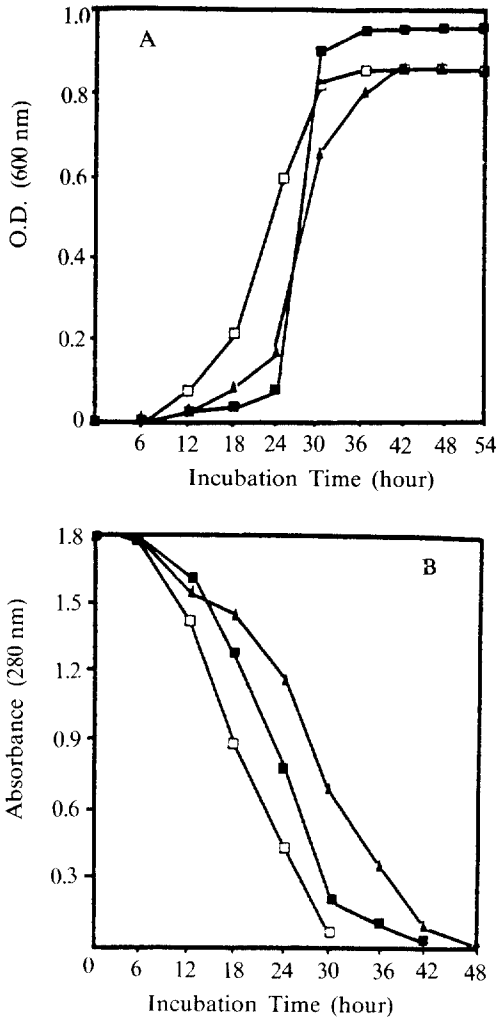 A
O.D. (600 nm)
1.0
0.8
0.6
0.4
0.2
0
6 12 18 24 30 36 42 48 54
Incubation Time (hour)
B
Absorbance (280 nm)
1.8
1.5
1.2
0.9
0.6
0.3
0 6 12 18 24 30 36 42 48
Incubation Time (hour)